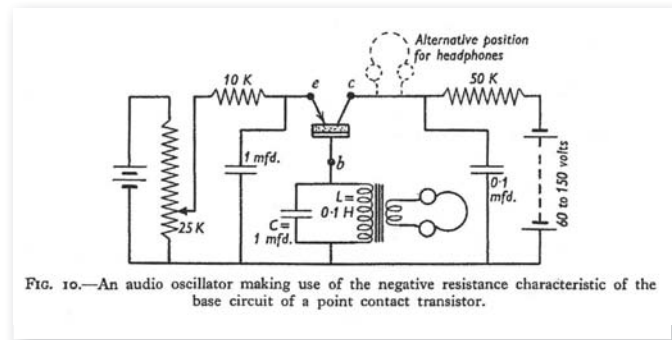 Alternative position
for headphones
10 K
e
c
50 K
1 mfd.
b
0·1
mfd.
60 to 150 volts
25 K
L=
0·1 H
C=
1 mfd.
FIG. 10.—An audio oscillator making use of the negative resistance characteristic of the
base circuit of a point contact transistor.